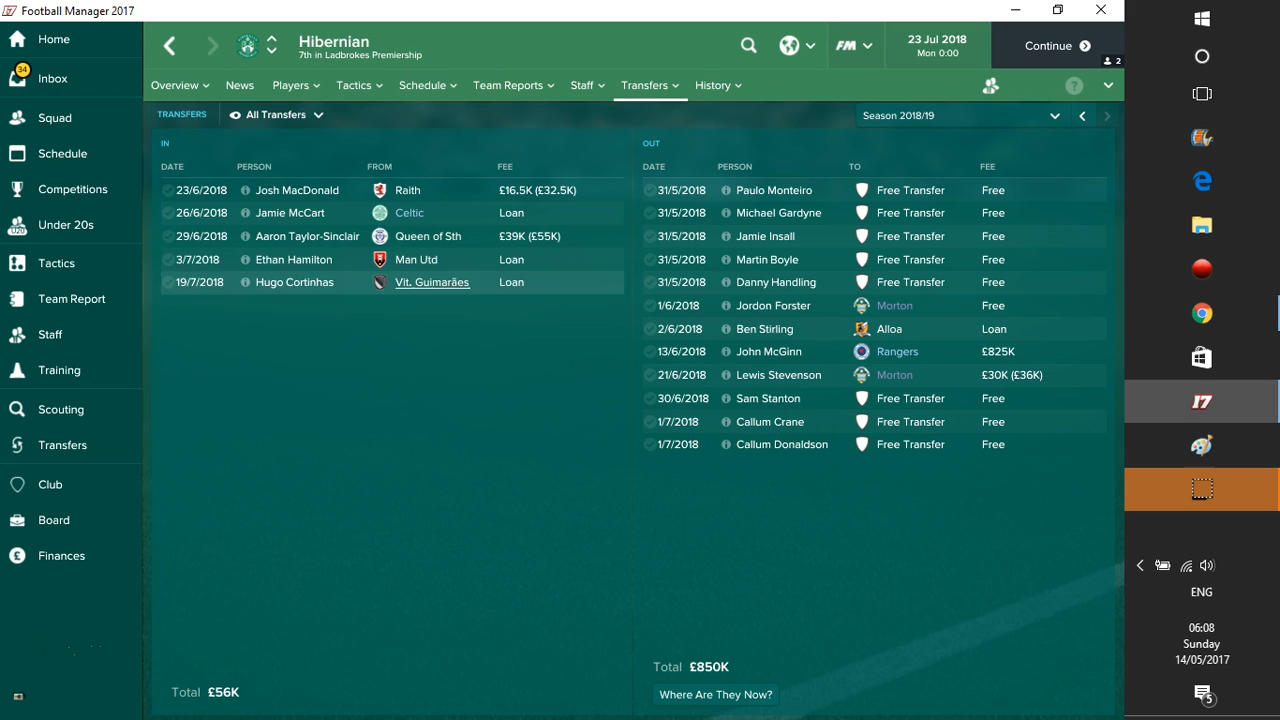 Football Manager 2017
Home
34
Inbox
Squad
Schedule
Competitions
U20
Under 20s
Tactics
Team Report
Staff
Training
Scouting
Transfers
Club
Board
Finances
Hibernian
7th in Ladbrokes Premiership
FM
23 Jul 2018
Mon 0:00
Continue
2
Overview News Players Tactics Schedule Team Reports Staff Transfers History
TRANSFERS All Transfers Season 2018/19
IN
DATE PERSON FROM FEE
23/6/2018 Josh MacDonald Raith £16.5K (£32.5K)
26/6/2018 Jamie McCart Celtic Loan
29/6/2018 Aaron Taylor-Sinclair Queen of Sth £39K (£55K)
3/7/2018 Ethan Hamilton Man Utd Loan
19/7/2018 Hugo Cortinhas Vit. Guimarães Loan
Total £56K
OUT
DATE PERSON TO FEE
31/5/2018 Paulo Monteiro Free Transfer Free
31/5/2018 Michael Gardyne Free Transfer Free
31/5/2018 Jamie Insall Free Transfer Free
31/5/2018 Martin Boyle Free Transfer Free
31/5/2018 Danny Handling Free Transfer Free
1/6/2018 Jordon Forster Morton Free
2/6/2018 Ben Stirling Alloa Loan
13/6/2018 John McGinn Rangers £825K
21/6/2018 Lewis Stevenson Morton £30K (£36K)
30/6/2018 Sam Stanton Free Transfer Free
1/7/2018 Callum Crane Free Transfer Free
1/7/2018 Callum Donaldson Free Transfer Free
Total £850K
Where Are They Now?
17
ENG
06:08
Sunday
14/05/2017
5